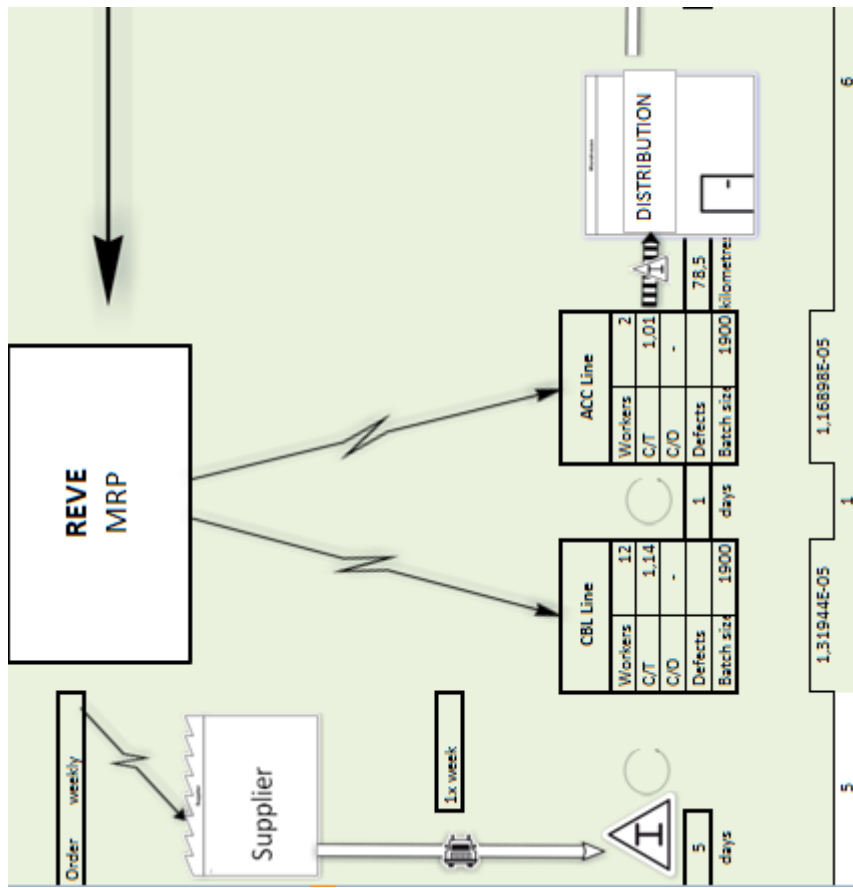 Order weekly
REVE
MRP
Supplier
1x week
I
5
days
CBL Line
Workers 12
C/T 1,14
C/O -
Defects
Batch size 1900
1
days
ACC Line
Workers 2
C/T 1,01
C/O -
Defects
Batch size 1900
I
78,5
kilometres
DISTRIBUTION
5
1,31944E-05
1
1,16898E-05
6